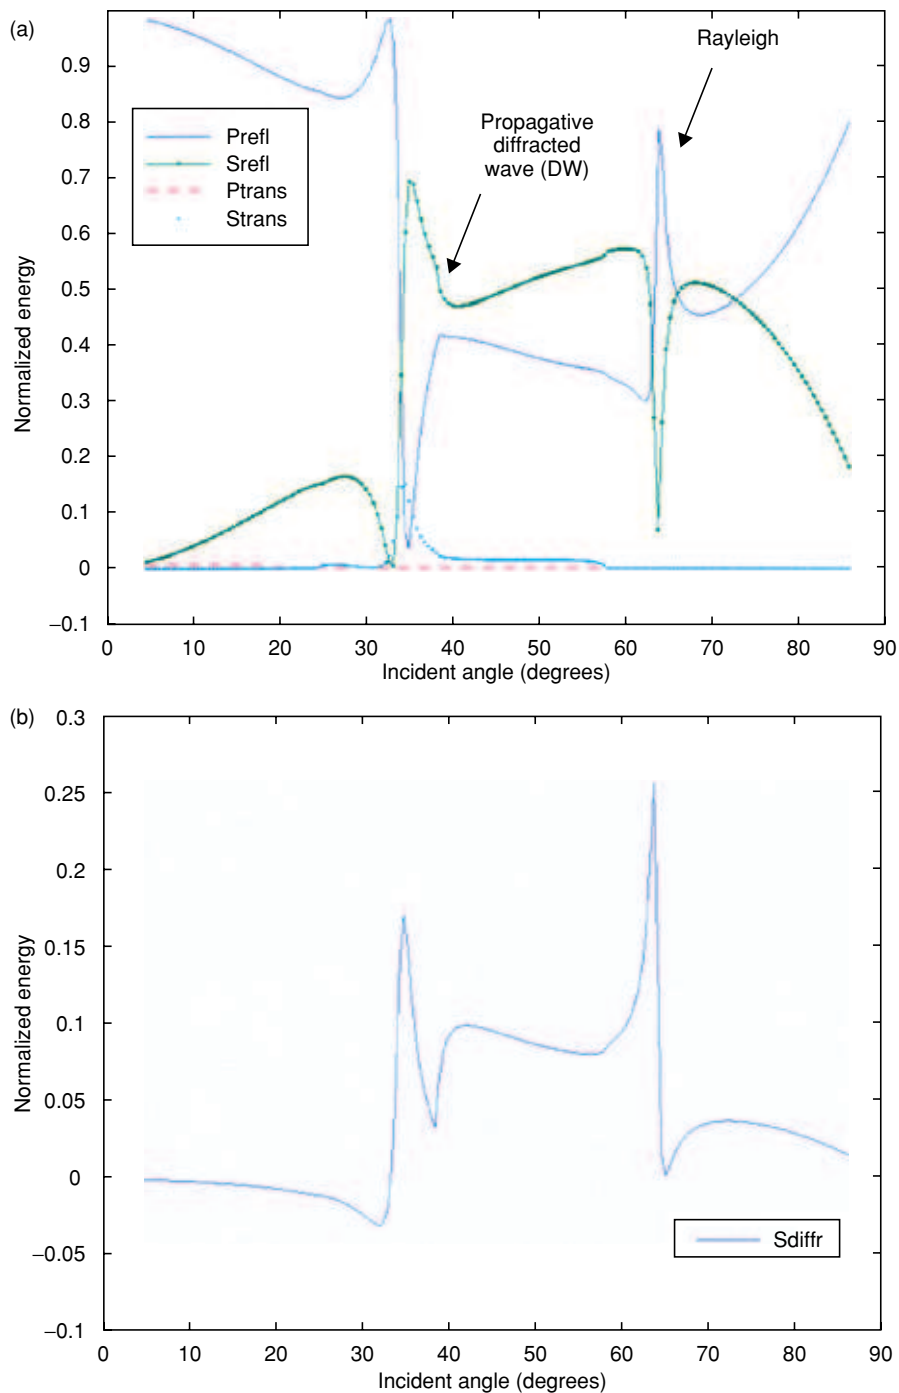 (a)
0.9
0.8
0.7
0.6
0.5
0.4
0.3
0.2
0.1
0
−0.1
Normalized energy
Prefl
Srefl
Ptrans
Strans
Propagative
diffracted
wave (DW)
Rayleigh
0 10 20 30 40 50 60 70 80 90
Incident angle (degrees)
(b)
0.3
0.25
0.2
0.15
0.1
0.05
0
−0.05
−0.1
Normalized energy
Sdiffr
0 10 20 30 40 50 60 70 80 90
Incident angle (degrees)